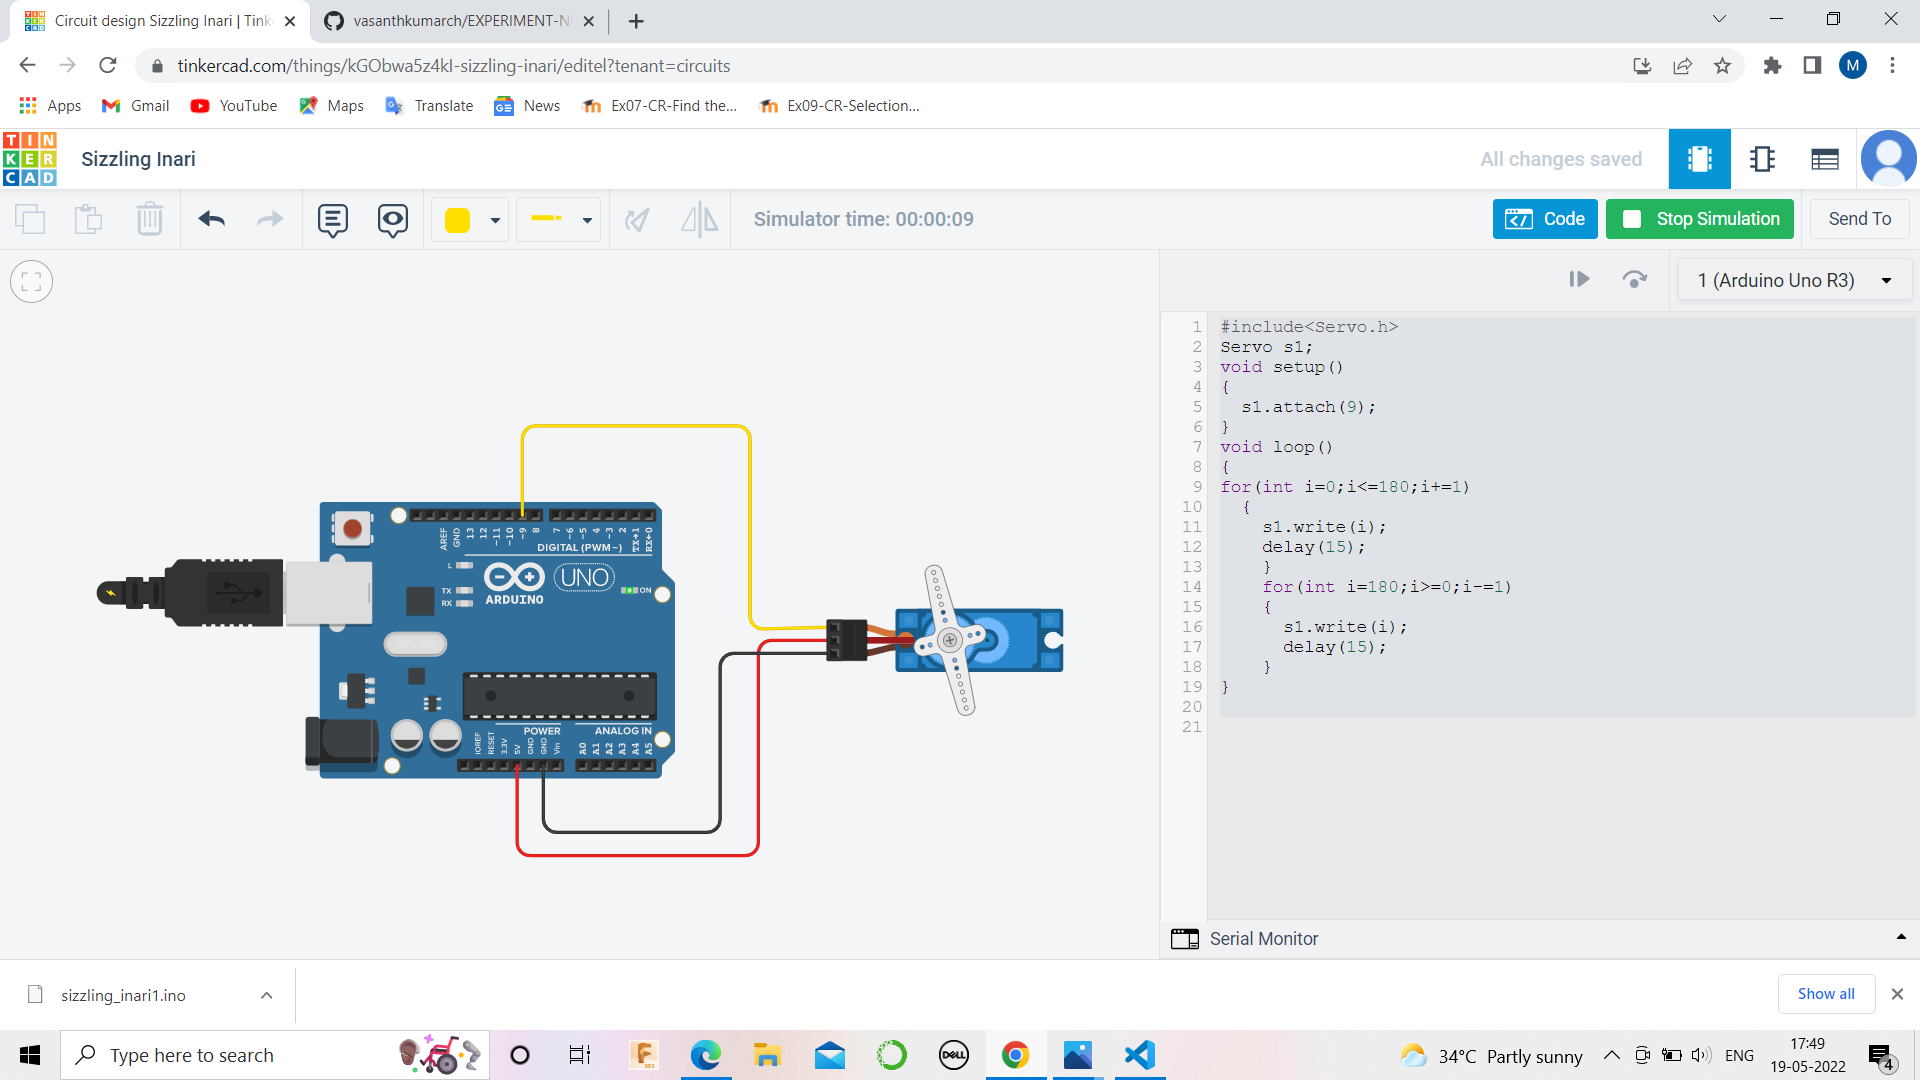 Circuit design Sizzling Inari | Tink
vasanthkumarch/EXPERIMENT-N
tinkercad.com/things/kGObwa5z4kI-sizzling-inari/editel?tenant=circuits
M
Apps
Gmail
YouTube
Maps
Translate
News
Ex07-CR-Find the...
Ex09-CR-Selection...
TIN
KER
CAD
Sizzling Inari
All changes saved
Simulator time: 00:00:09
Code
Stop Simulation
Send To
1 (Arduino Uno R3)
1 #include<Servo.h>
2 Servo s1;
3 void setup()
4 {
5 s1.attach(9);
6 }
7 void loop()
8 {
9 for(int i=0;i<=180;i+=1)
10 {
11 s1.write(i);
12 delay(15);
13 }
14 for(int i=180;i>=0;i-=1)
15 {
16 s1.write(i);
17 delay(15);
18 }
19 }
20
21
AREF GND 13 12 ~11 ~10 ~9 8 7 ~6 ~5 4 ~3 2 TX→1 RX←0
DIGITAL (PWM~)
L
TX
RX
ARDUINO
UNO
ON
POWER
ANALOG IN
IOREF RESET 3.3V 5V GND GND Vin A0 A1 A2 A3 A4 A5
Serial Monitor
sizzling_inari1.ino
Show all
Type here to search
F
DELL
34°C Partly sunny
ENG
17:49
19-05-2022
4